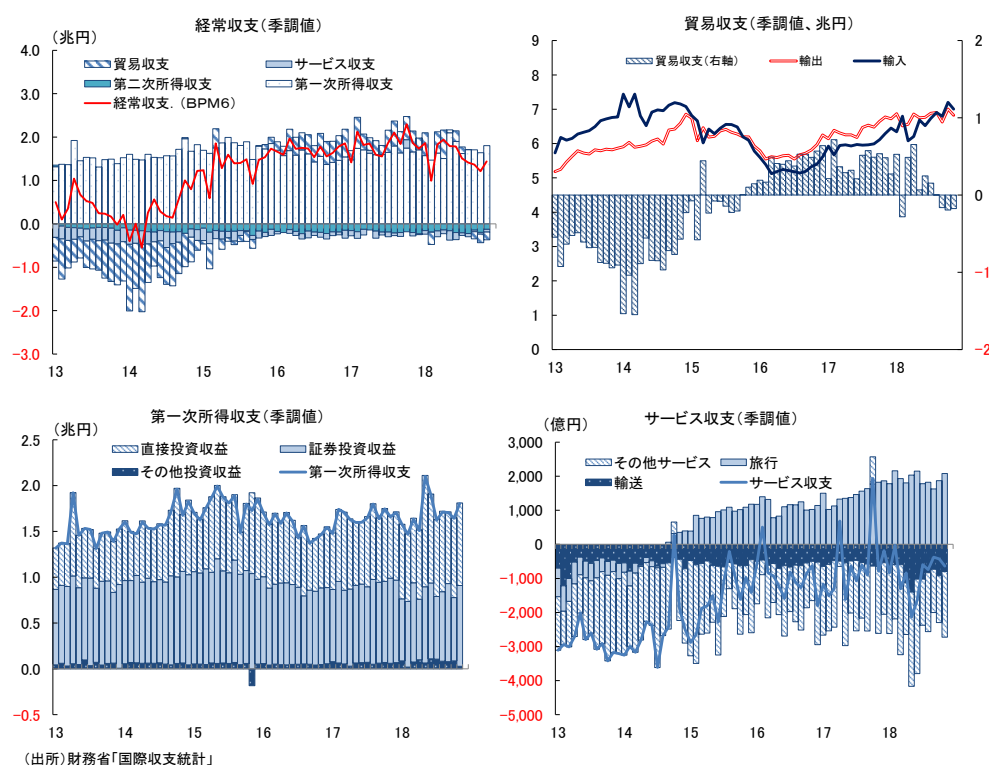 経常収支（季調値）
（兆円）
4.0
3.0
2.0
1.0
0.0
−1.0
−2.0
−3.0
貿易収支
サービス収支
第二次所得収支
第一次所得収支
経常収支．（BPM6）
13 14 15 16 17 18
貿易収支（季調値、兆円）
9
8
7
6
5
4
3
2
1
0
貿易収支（右軸）
輸出
輸入
2
1
0
−1
−2
13 14 15 16 17 18
第一次所得収支（季調値）
（兆円）
2.5
2.0
1.5
1.0
0.5
0.0
−0.5
直接投資収益
証券投資収益
その他投資収益
第一次所得収支
13 14 15 16 17 18
サービス収支（季調値）
（億円）
3,000
2,000
1,000
0
−1,000
−2,000
−3,000
−4,000
−5,000
その他サービス
旅行
輸送
サービス収支
13 14 15 16 17 18
（出所）財務省「国際収支統計」